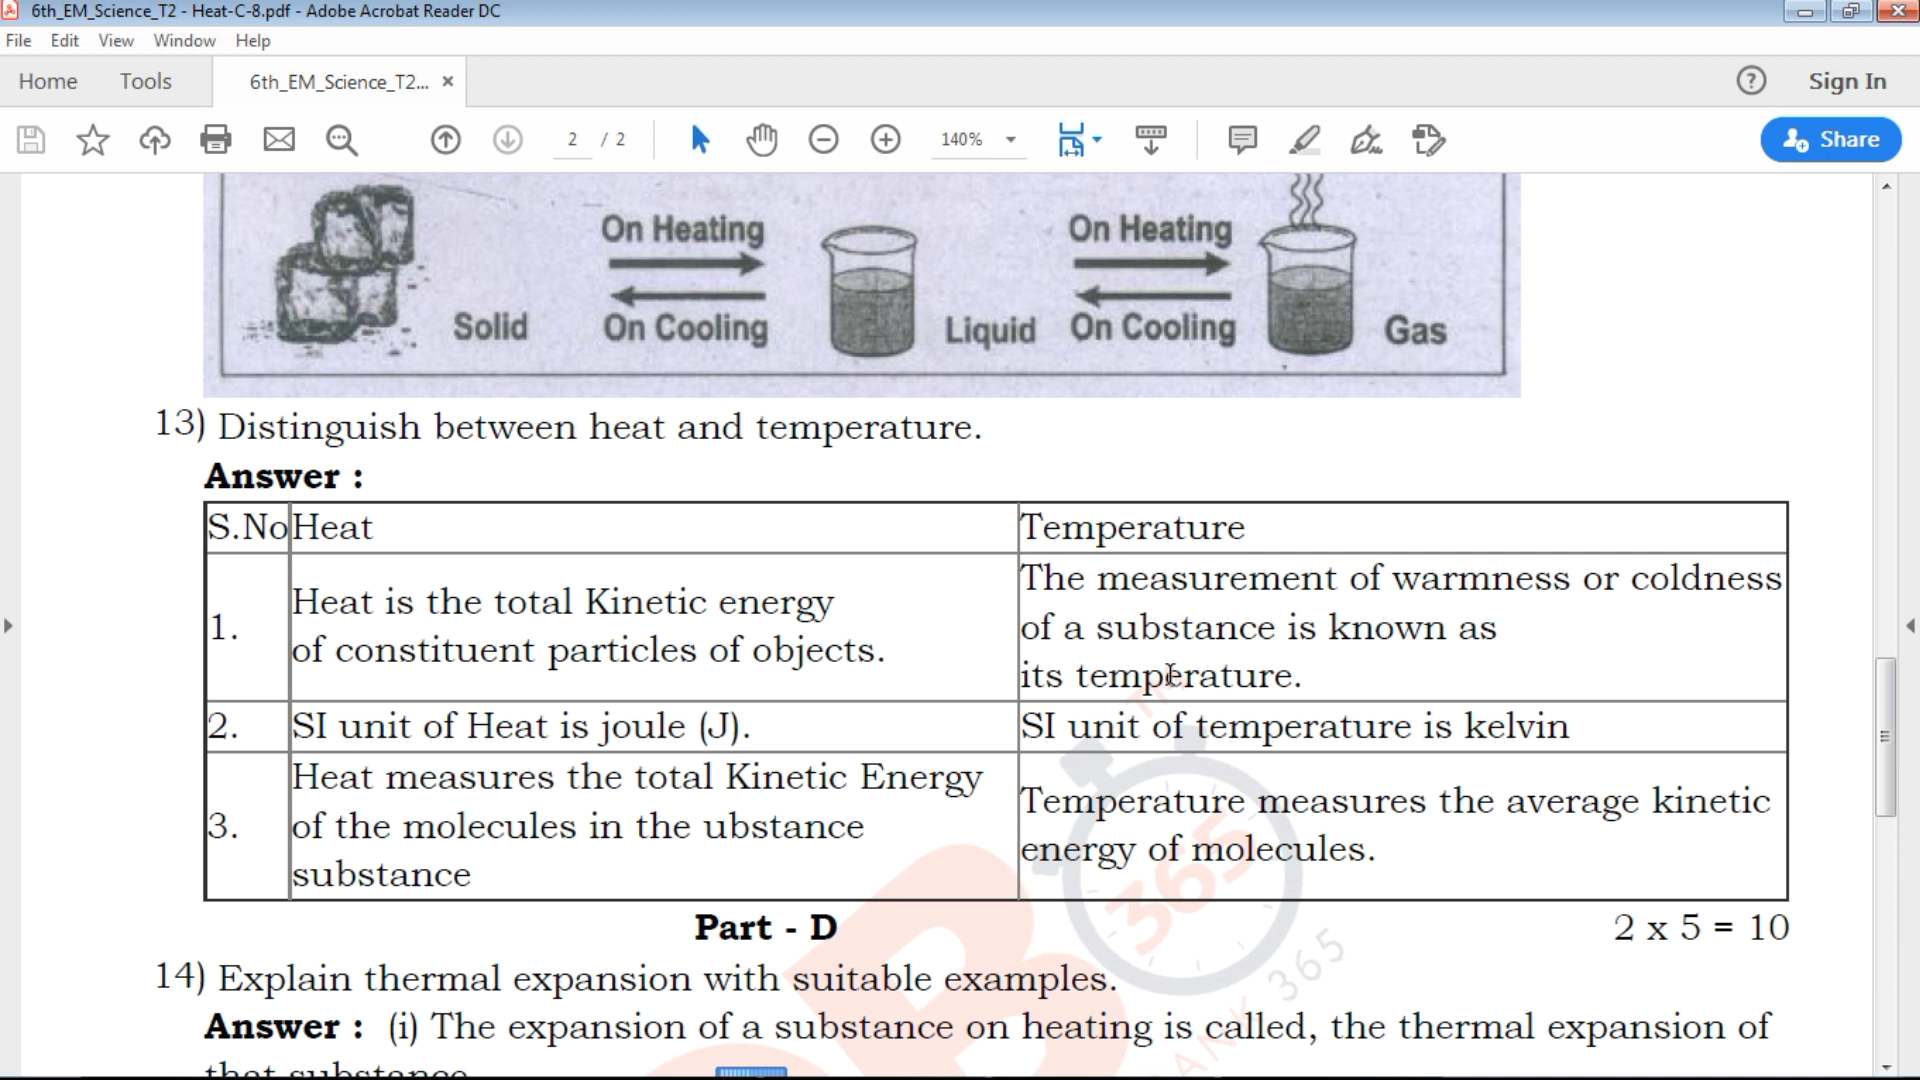 6th_EM_Science_T2 - Heat-C-8.pdf - Adobe Acrobat Reader DC
File Edit View Window Help
Home Tools 6th_EM_Science_T2... × ? Sign In
2 / 2 140% Share
On Heating On Heating
Solid On Cooling Liquid On Cooling Gas
13) Distinguish between heat and temperature.
Answer :
S.No Heat Temperature
1. Heat is the total Kinetic energy
of constituent particles of objects.
The measurement of warmness or coldness
of a substance is known as
its temperature.
2. SI unit of Heat is joule (J). SI unit of temperature is kelvin
3. Heat measures the total Kinetic Energy
of the molecules in the ubstance
substance
Temperature measures the average kinetic
energy of molecules.
Part - D 2 x 5 = 10
14) Explain thermal expansion with suitable examples.
Answer : (i) The expansion of a substance on heating is called, the thermal expansion of
that substance
365
ANK 365